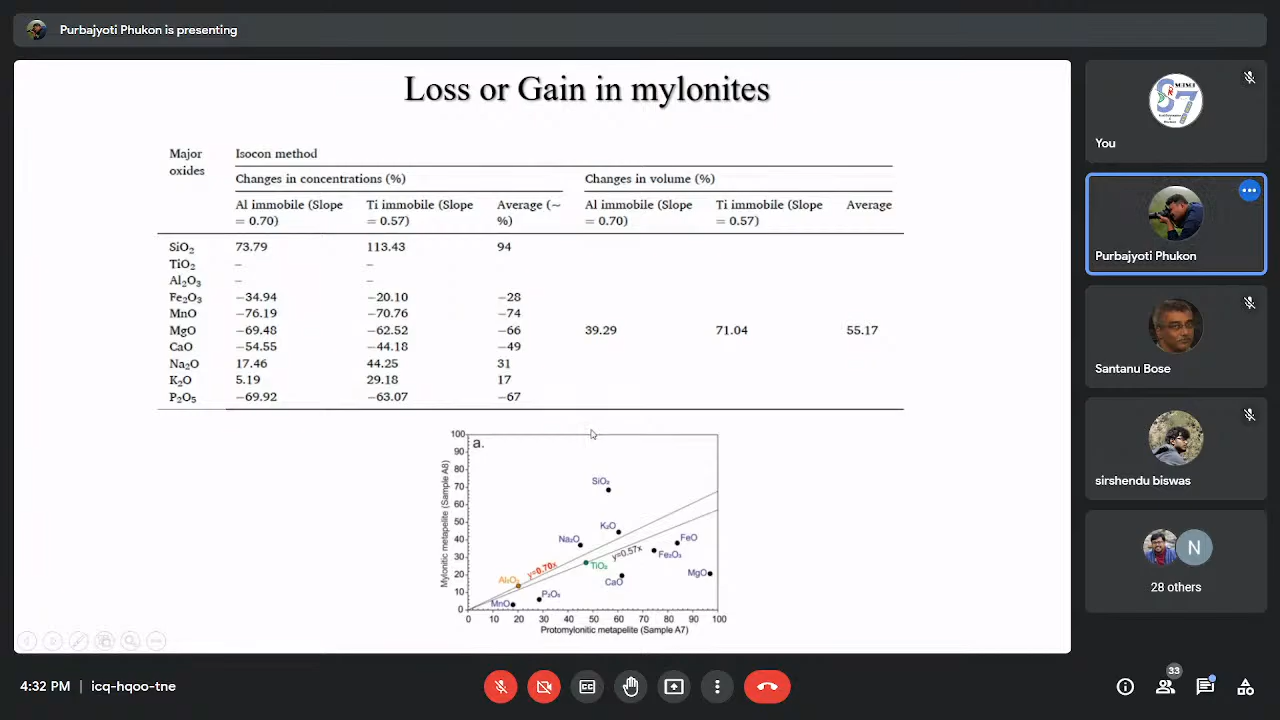 Purbajyoti Phukon is presenting
Loss or Gain in mylonites
Major oxides Isocon method
Changes in concentrations (%) Changes in volume (%)
Al immobile (Slope = 0.70) Ti immobile (Slope = 0.57) Average (~ %) Al immobile (Slope = 0.70) Ti immobile (Slope = 0.57) Average
SiO₂ 73.79 113.43 94
TiO₂ – –
Al₂O₃ – –
Fe₂O₃ −34.94 −20.10 −28
MnO −76.19 −70.76 −74
MgO −69.48 −62.52 −66 39.29 71.04 55.17
CaO −54.55 −44.18 −49
Na₂O 17.46 44.25 31
K₂O 5.19 29.18 17
P₂O₅ −69.92 −63.07 −67
a.
100
90
80
70
60
50
40
30
20
10
0
Mylonitic metapelite (Sample A8)
SiO₂
K₂O
Na₂O
FeO
y=0.57x
Fe₂O₃
y=0.70x
TiO₂
Al₂O₃
CaO
MgO
P₂O₅
MnO
0 10 20 30 40 50 60 70 80 90 100
Protomylonitic metapelite (Sample A7)
You
Purbajyoti Phukon
Santanu Bose
sirshendu biswas
N
28 others
4:32 PM | icq-hqoo-tne
33